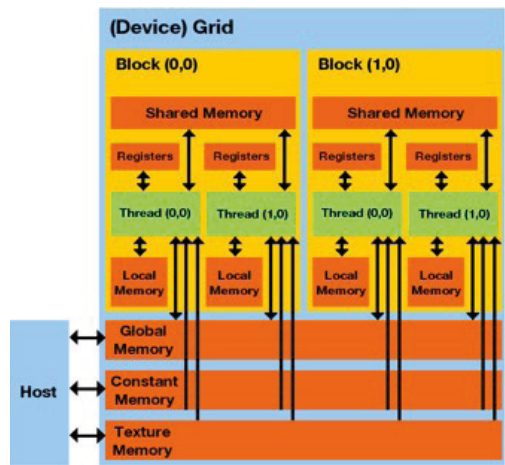 (Device) Grid
Block (0,0)
Block (1,0)
Shared Memory
Shared Memory
Registers
Registers
Registers
Registers
Thread (0,0)
Thread (1,0)
Thread (0,0)
Thread (1,0)
Local
Memory
Local
Memory
Local
Memory
Local
Memory
Host
Global
Memory
Constant
Memory
Texture
Memory